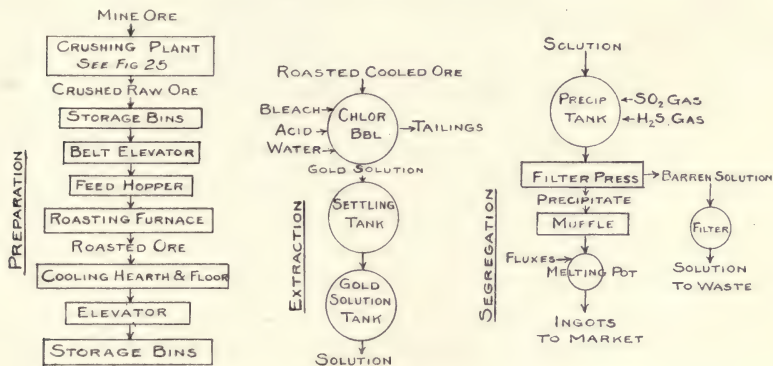 PREPARATION
MINE ORE
CRUSHING PLANT
SEE FIG 25
CRUSHED RAW ORE
STORAGE BINS
BELT ELEVATOR
FEED HOPPER
ROASTING FURNACE
ROASTED ORE
COOLING HEARTH & FLOOR
ELEVATOR
STORAGE BINS
EXTRACTION
ROASTED COOLED ORE
BLEACH
ACID
WATER
CHLOR
BBL
TAILINGS
GOLD SOLUTION
SETTLING
TANK
GOLD
SOLUTION
TANK
SOLUTION
SEGREGATION
SOLUTION
PRECIP
TANK
SO2 GAS
H2S. GAS
FILTER PRESS
BARREN SOLUTION
PRECIPITATE
MUFFLE
FILTER
FLUXES
MELTING POT
SOLUTION
TO WASTE
INGOTS
TO MARKET